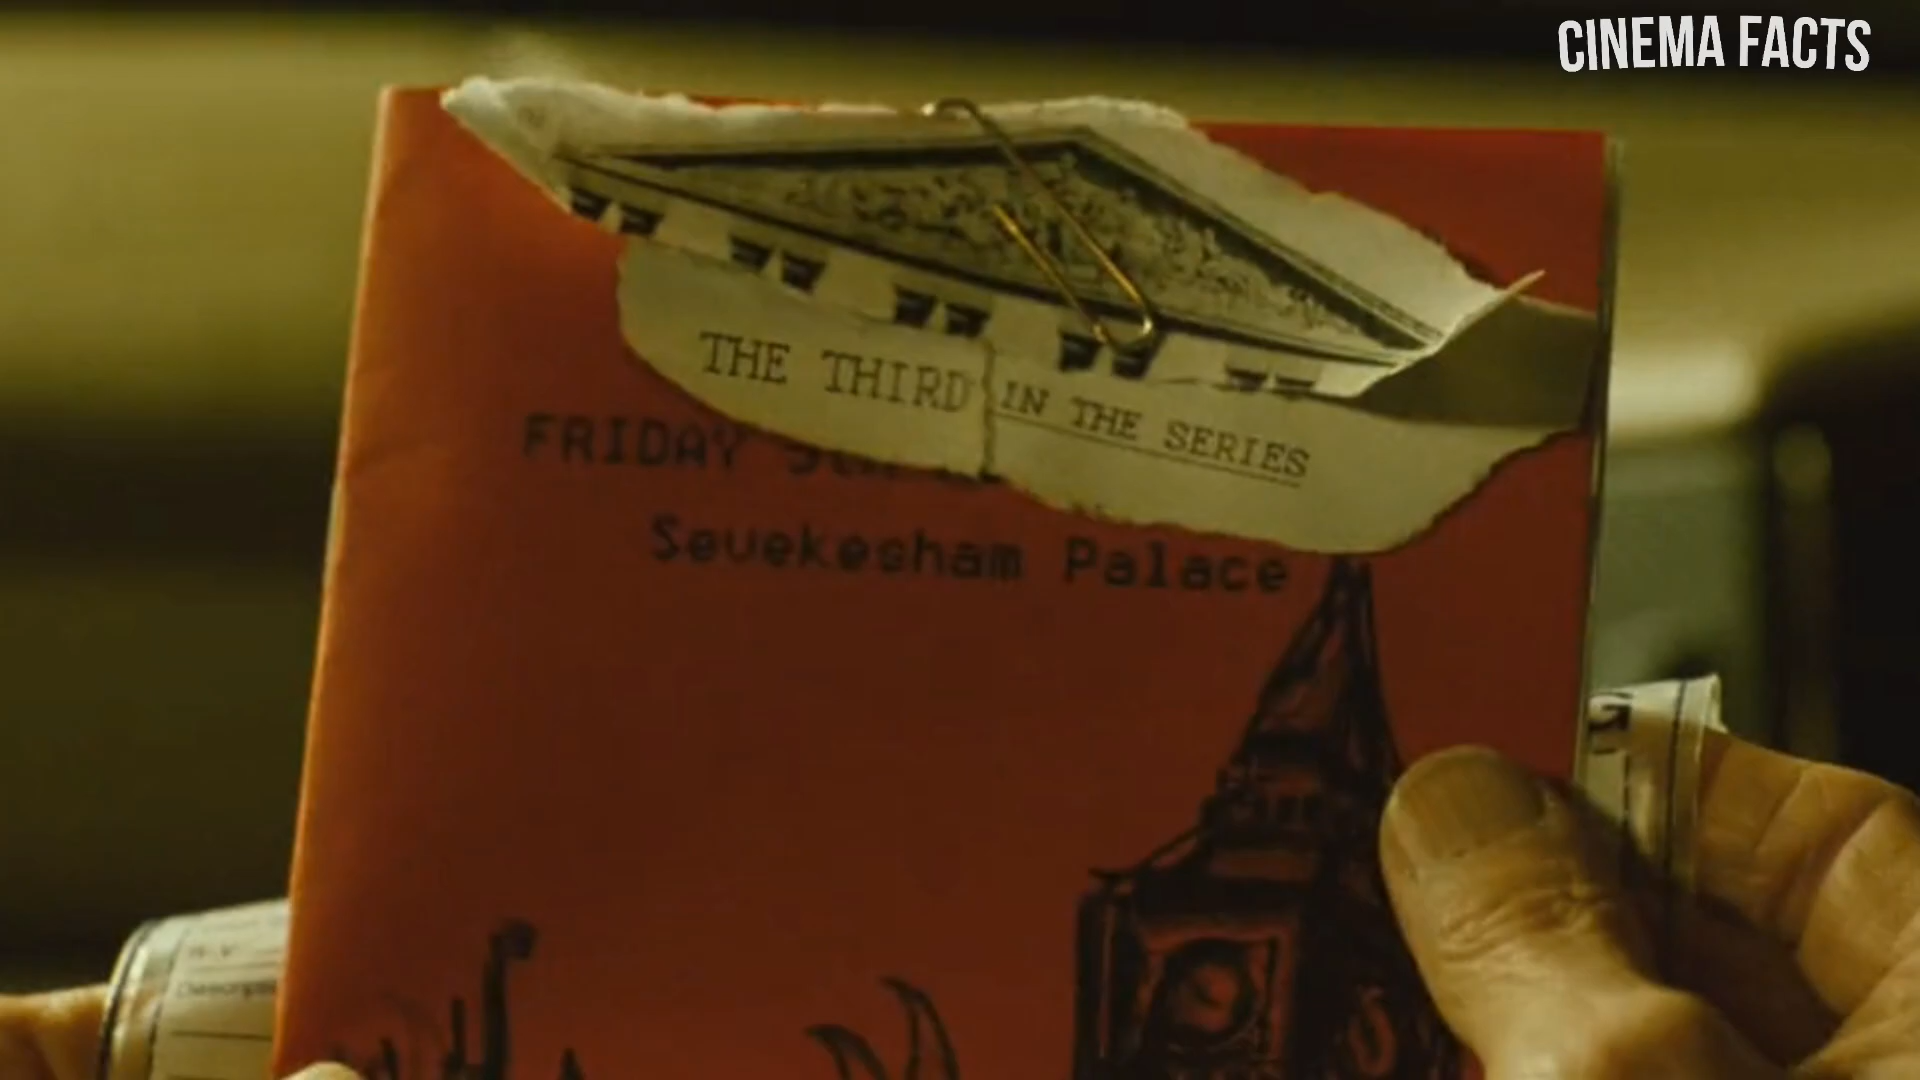 CINEMA FACTS
THE THIRD IN THE SERIES
FRIDAY
Sevekesham Palace